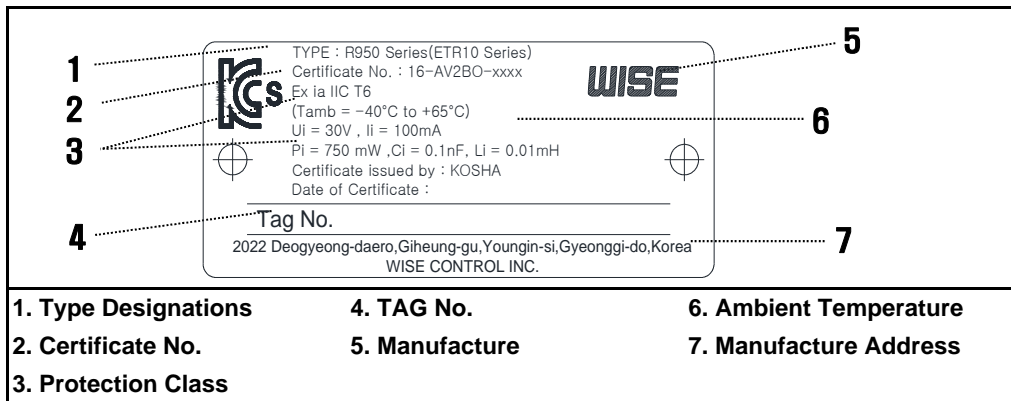 TYPE : R950 Series(ETR10 Series)
Certificate No. : 16-AV2BO-xxxx
Ex ia IIC T6
(Tamb = -40°C to +65°C)
Ui = 30V , Ii = 100mA
Pi = 750 mW ,Ci = 0.1nF, Li = 0.01mH
Certificate issued by : KOSHA
Date of Certificate :
KCs
WISE
Tag No.
2022 Deogyeong-daero,Giheung-gu,Youngin-si,Gyeonggi-do,Korea
WISE CONTROL INC.
1
2
3
4
5
6
7
1. Type Designations
2. Certificate No.
3. Protection Class
4. TAG No.
5. Manufacture
6. Ambient Temperature
7. Manufacture Address